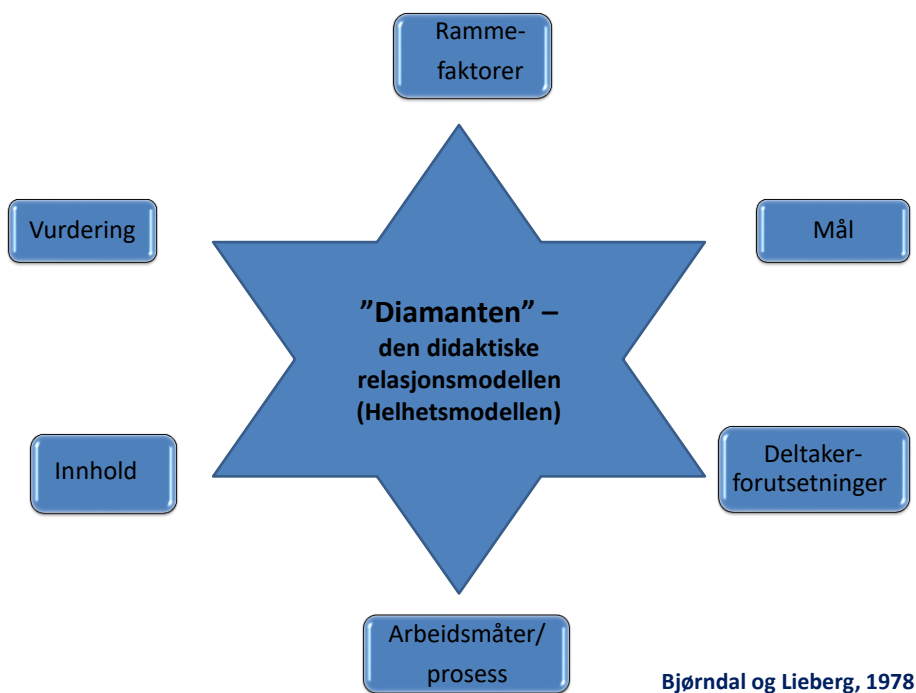 Ramme-
faktorer
Vurdering
Mål
”Diamanten” –
den didaktiske
relasjonsmodellen
(Helhetsmodellen)
Innhold
Deltaker-
forutsetninger
Arbeidsmåter/
prosess
Bjørndal og Lieberg, 1978